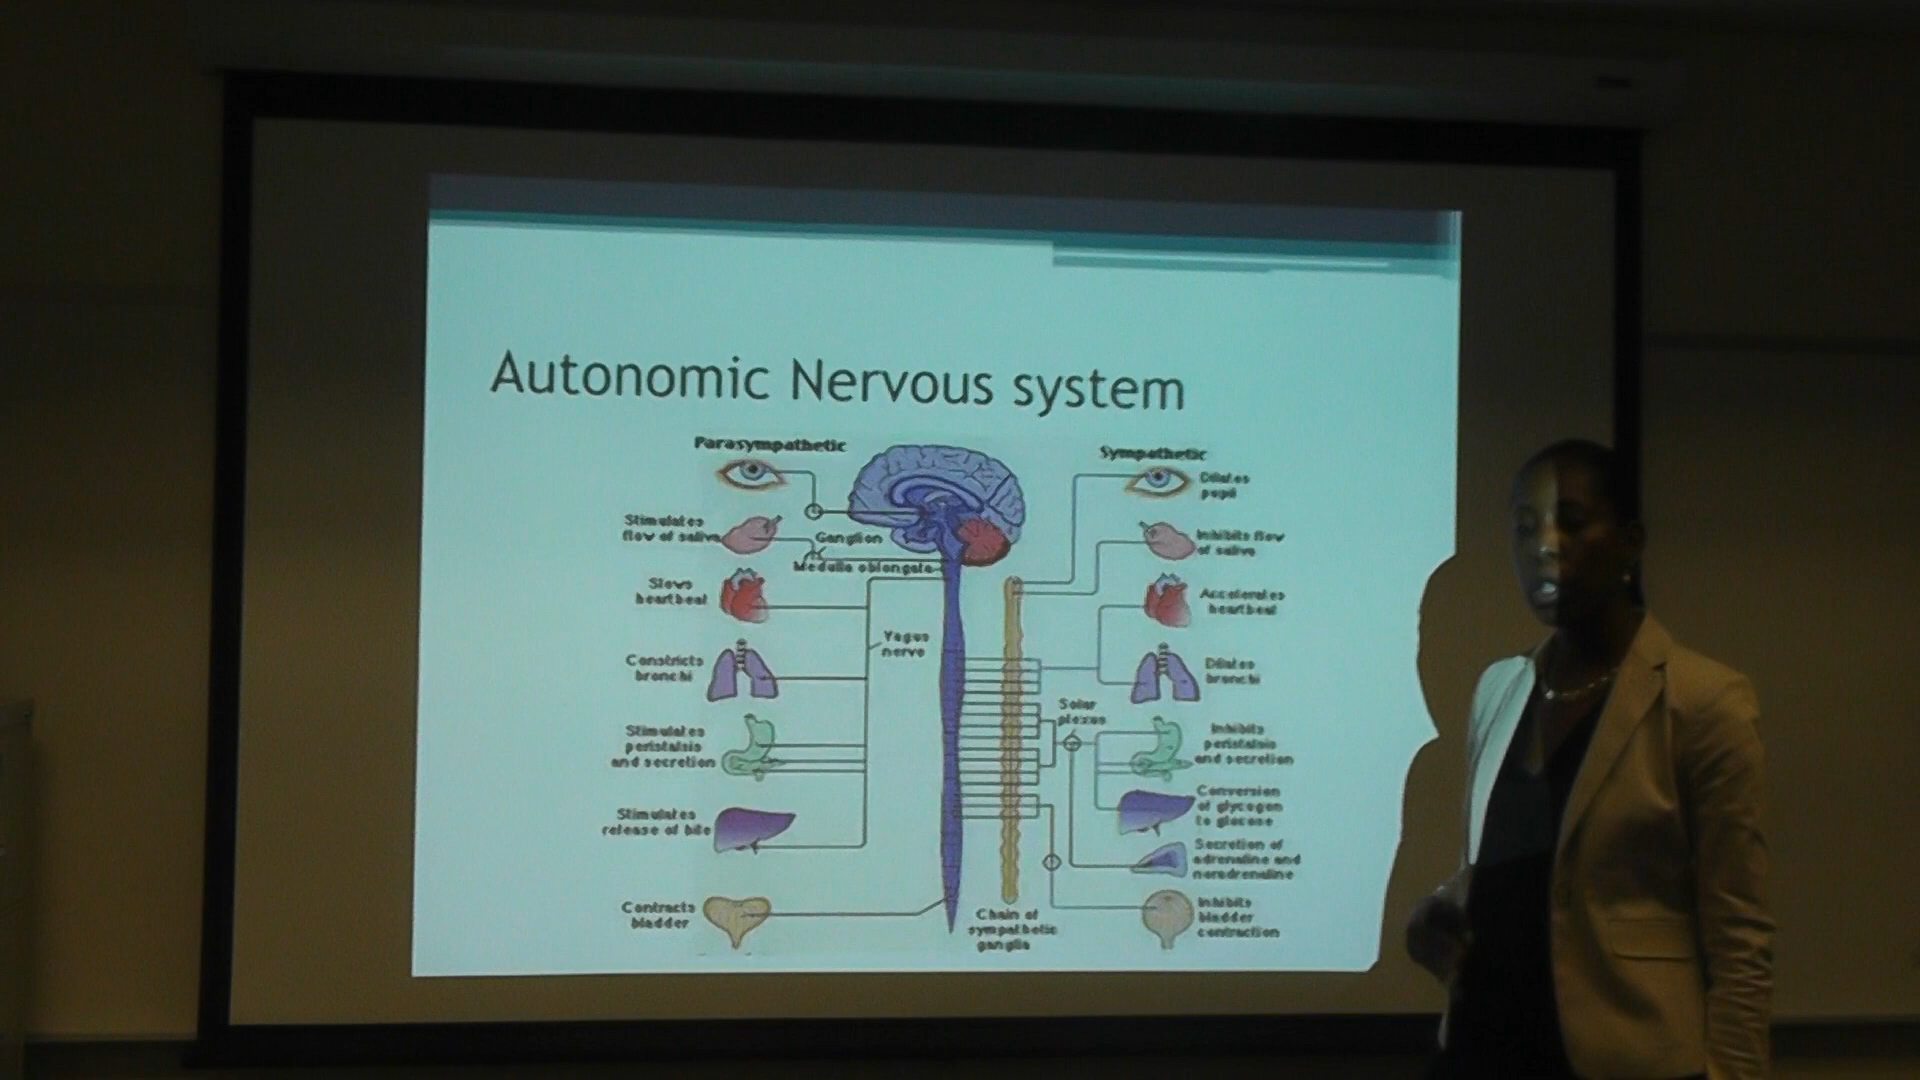 Autonomic Nervous system
Parasympathetic
Stimulates
flow of saliva
Ganglion
Medulla oblongata
Slows
heartbeat
Vagus
nerve
Constricts
bronchi
Stimulates
peristalsis
and secretion
Stimulates
release of bile
Contracts
bladder
Sympathetic
Dilates
pupil
Inhibits flow
of saliva
Accelerates
heartbeat
Dilates
bronchi
Solar
plexus
Inhibits
peristalsis
and secretion
Conversion
of glycogen
to glucose
Secretion of
adrenaline and
noradrenaline
Inhibits
bladder
contraction
Chain of
sympathetic
ganglia